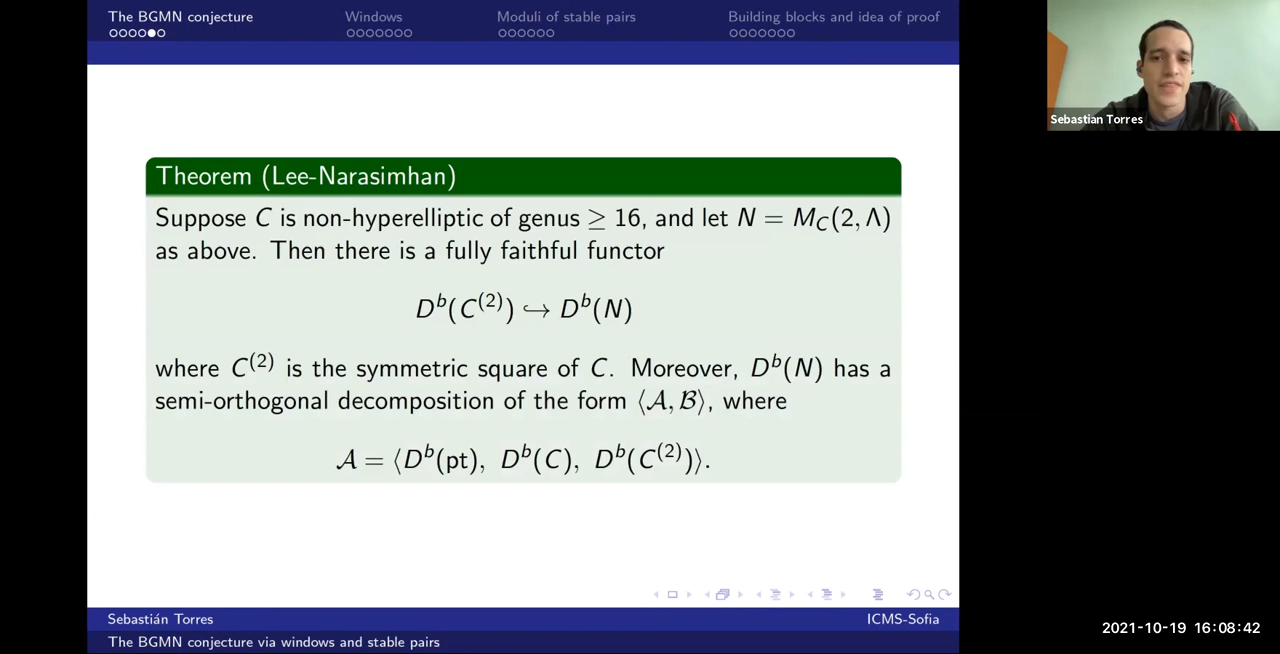 The BGMN conjecture
Windows
Moduli of stable pairs
Building blocks and idea of proof
Sebastian Torres
Theorem (Lee-Narasimhan)
Suppose C is non-hyperelliptic of genus ≥ 16, and let N = M_C(2, Λ)
as above. Then there is a fully faithful functor
D^b(C^(2)) ↪ D^b(N)
where C^(2) is the symmetric square of C. Moreover, D^b(N) has a
semi-orthogonal decomposition of the form ⟨𝒜, ℬ⟩, where
𝒜 = ⟨D^b(pt), D^b(C), D^b(C^(2))⟩.
Sebastián Torres
ICMS-Sofia
The BGMN conjecture via windows and stable pairs
2021-10-19 16:08:42